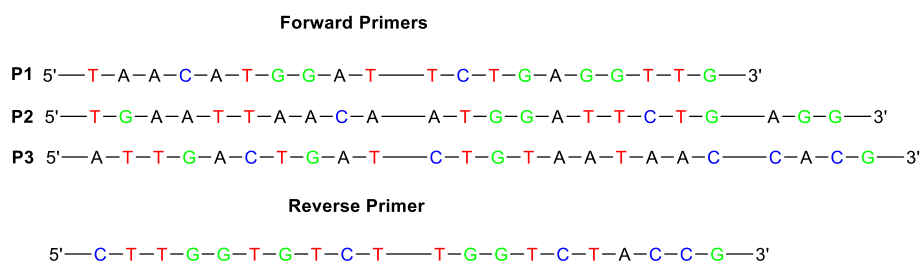 Forward Primers
P1 5'—T–A–A–C–A–T–G–G–A–T—T–C–T–G–A–G–G–T–T–G—3'
P2 5'—T–G–A–A–T–T–A–A–C–A—A–T–G–G–A–T–T–C–T–G—A–G–G—3'
P3 5'—A–T–T–G–A–C–T–G–A–T—C–T–G–T–A–A–T–A–A–C—C–A–C–G—3'
Reverse Primer
5'—C–T–T–G–G–T–G–T–C–T—T–G–G–T–C–T–A–C–C–G—3'